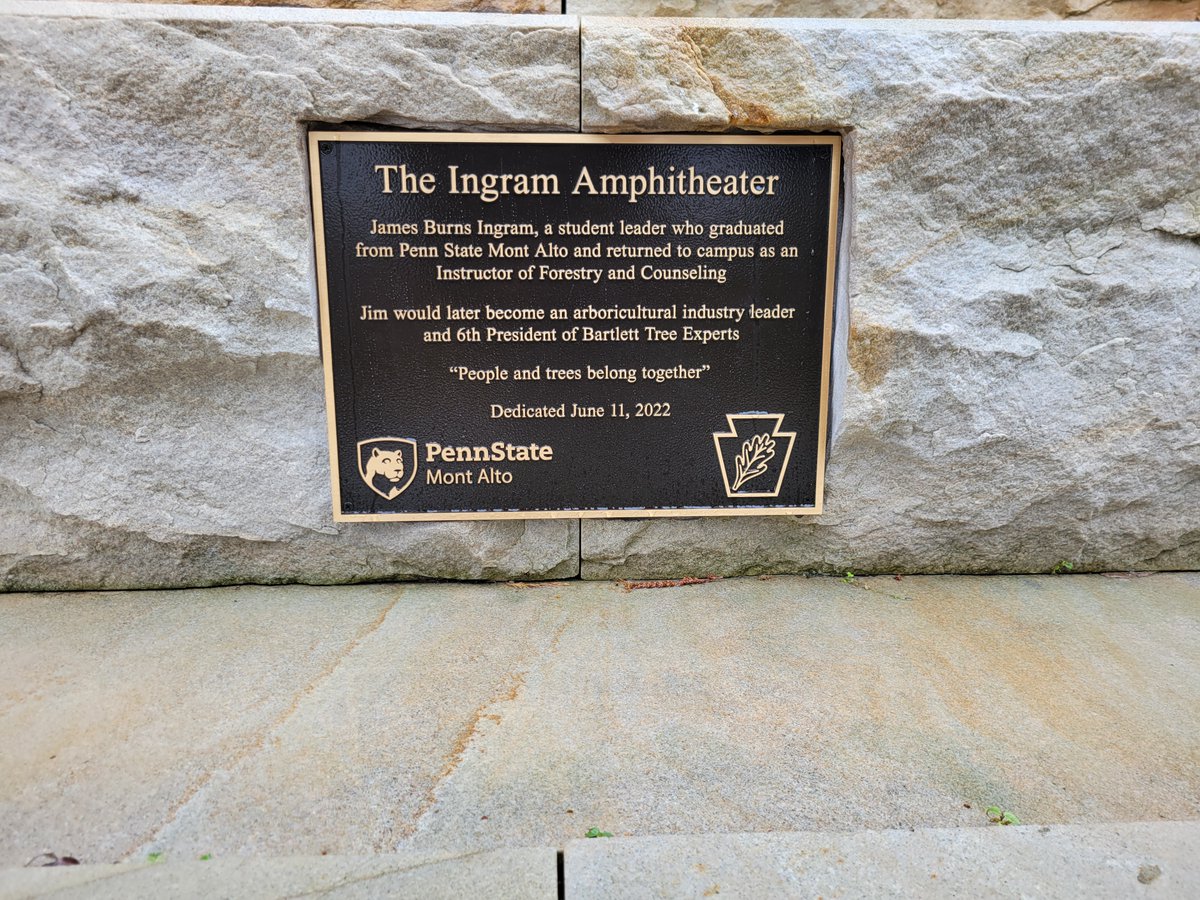 The Ingram Amphitheater
James Burns Ingram, a student leader who graduated
from Penn State Mont Alto and returned to campus as an
Instructor of Forestry and Counseling
Jim would later become an arboricultural industry leader
and 6th President of Bartlett Tree Experts
“People and trees belong together”
Dedicated June 11, 2022
PennState
Mont Alto